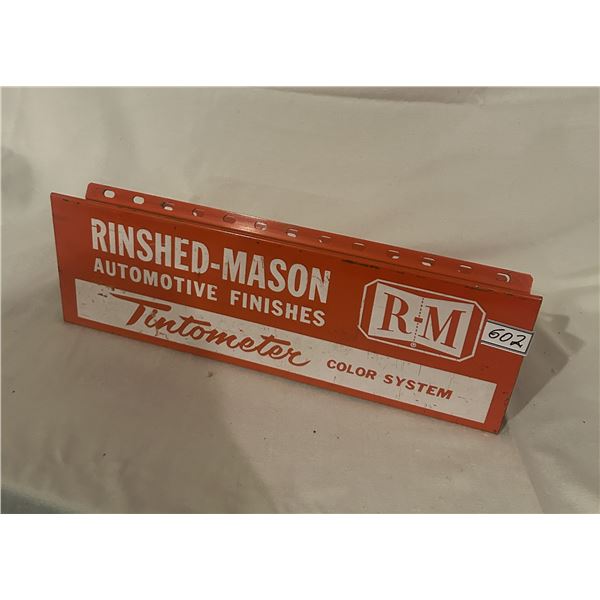 RINSHED-MASON
AUTOMOTIVE FINISHES
R-M
®
602
Tintometer COLOR SYSTEM